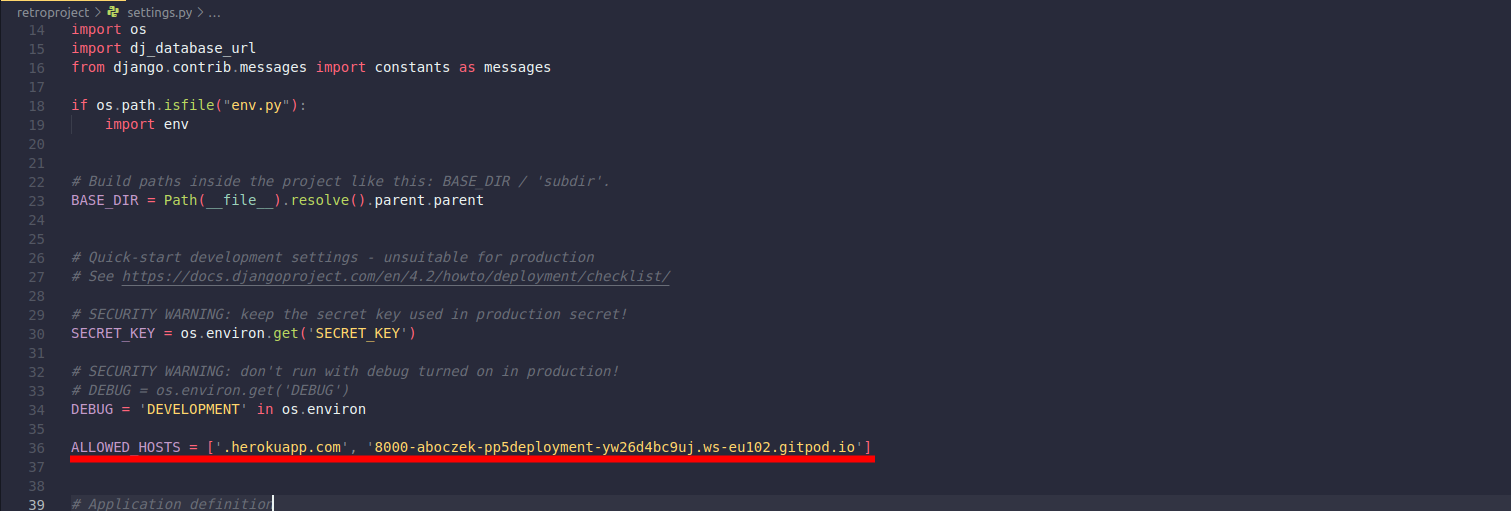 retroproject > settings.py > ...
14 import os
15 import dj_database_url
16 from django.contrib.messages import constants as messages
17
18 if os.path.isfile("env.py"):
19     import env
20
21
22 # Build paths inside the project like this: BASE_DIR / 'subdir'.
23 BASE_DIR = Path(__file__).resolve().parent.parent
24
25
26 # Quick-start development settings - unsuitable for production
27 # See https://docs.djangoproject.com/en/4.2/howto/deployment/checklist/
28
29 # SECURITY WARNING: keep the secret key used in production secret!
30 SECRET_KEY = os.environ.get('SECRET_KEY')
31
32 # SECURITY WARNING: don't run with debug turned on in production!
33 # DEBUG = os.environ.get('DEBUG')
34 DEBUG = 'DEVELOPMENT' in os.environ
35
36 ALLOWED_HOSTS = ['.herokuapp.com', '8000-aboczek-pp5deployment-yw26d4bc9uj.ws-eu102.gitpod.io']
37
38
39 # Application definition